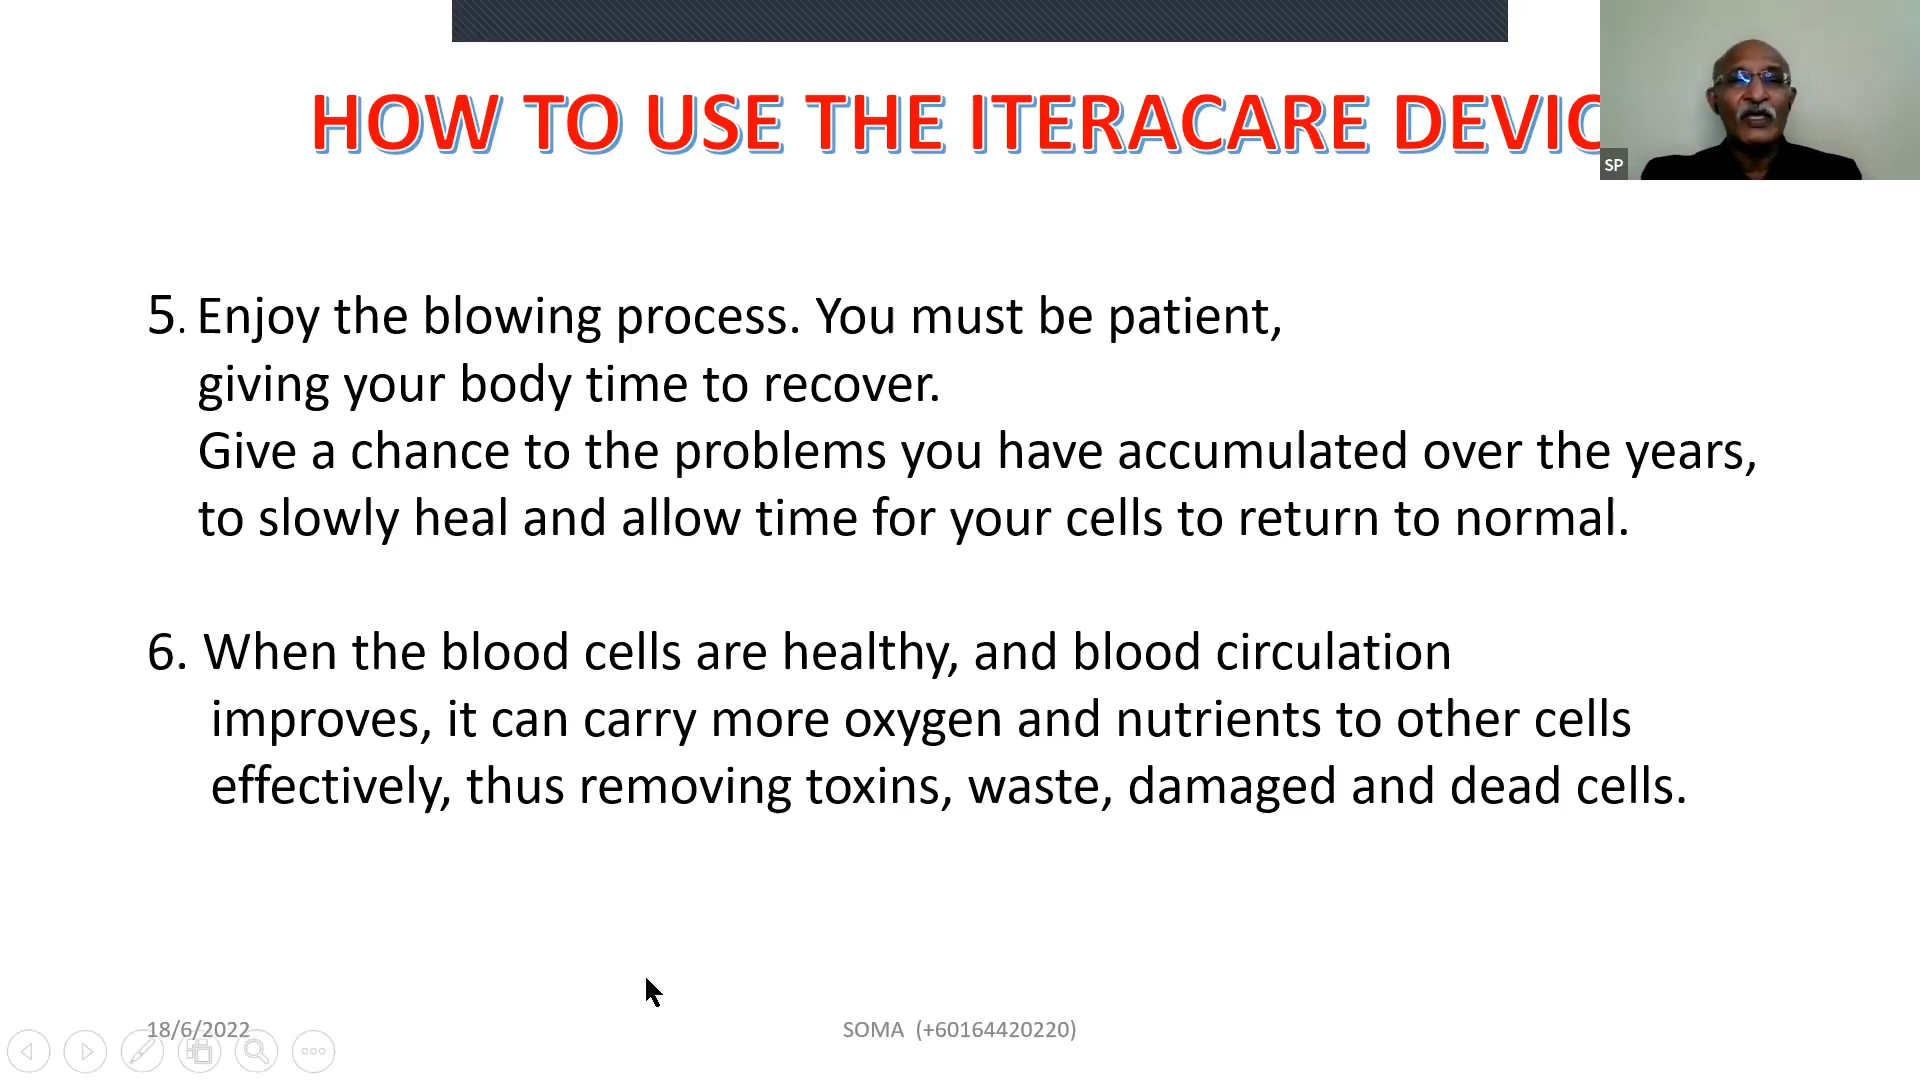 HOW TO USE THE ITERACARE DEVIC
SP
5. Enjoy the blowing process. You must be patient,
giving your body time to recover.
Give a chance to the problems you have accumulated over the years,
to slowly heal and allow time for your cells to return to normal.
6. When the blood cells are healthy, and blood circulation
improves, it can carry more oxygen and nutrients to other cells
effectively, thus removing toxins, waste, damaged and dead cells.
18/6/2022
SOMA (+60164420220)